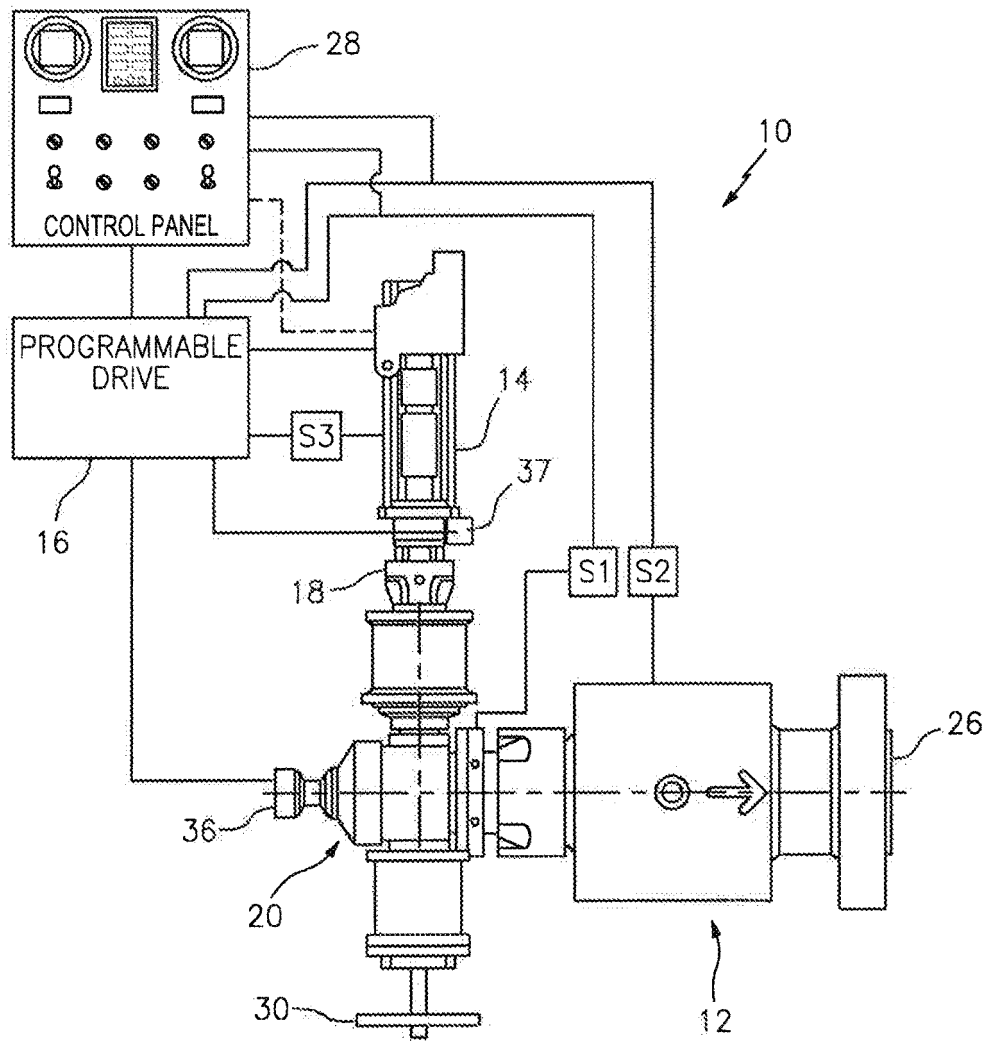 28
10
CONTROL PANEL
PROGRAMMABLE
DRIVE
14
S3
37
16
18
S1
S2
26
36
20
30
12